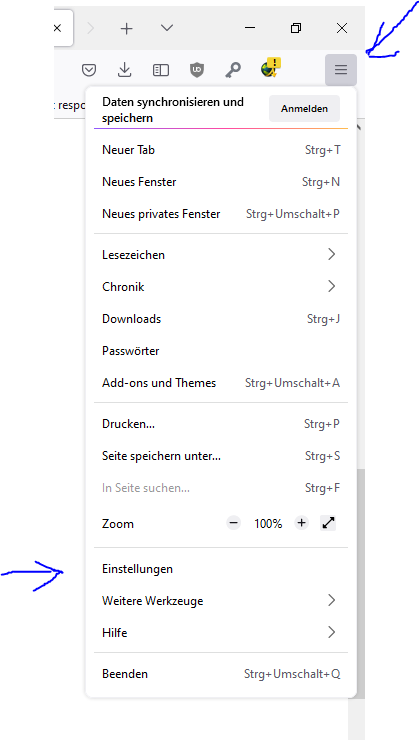 t respo
Daten synchronisieren und
speichern
Anmelden
Neuer Tab Strg+T
Neues Fenster Strg+N
Neues privates Fenster Strg+Umschalt+P
Lesezeichen
Chronik
Downloads Strg+J
Passwörter
Add-ons und Themes Strg+Umschalt+A
Drucken... Strg+P
Seite speichern unter... Strg+S
In Seite suchen... Strg+F
Zoom − 100% +
Einstellungen
Weitere Werkzeuge
Hilfe
Beenden Strg+Umschalt+Q